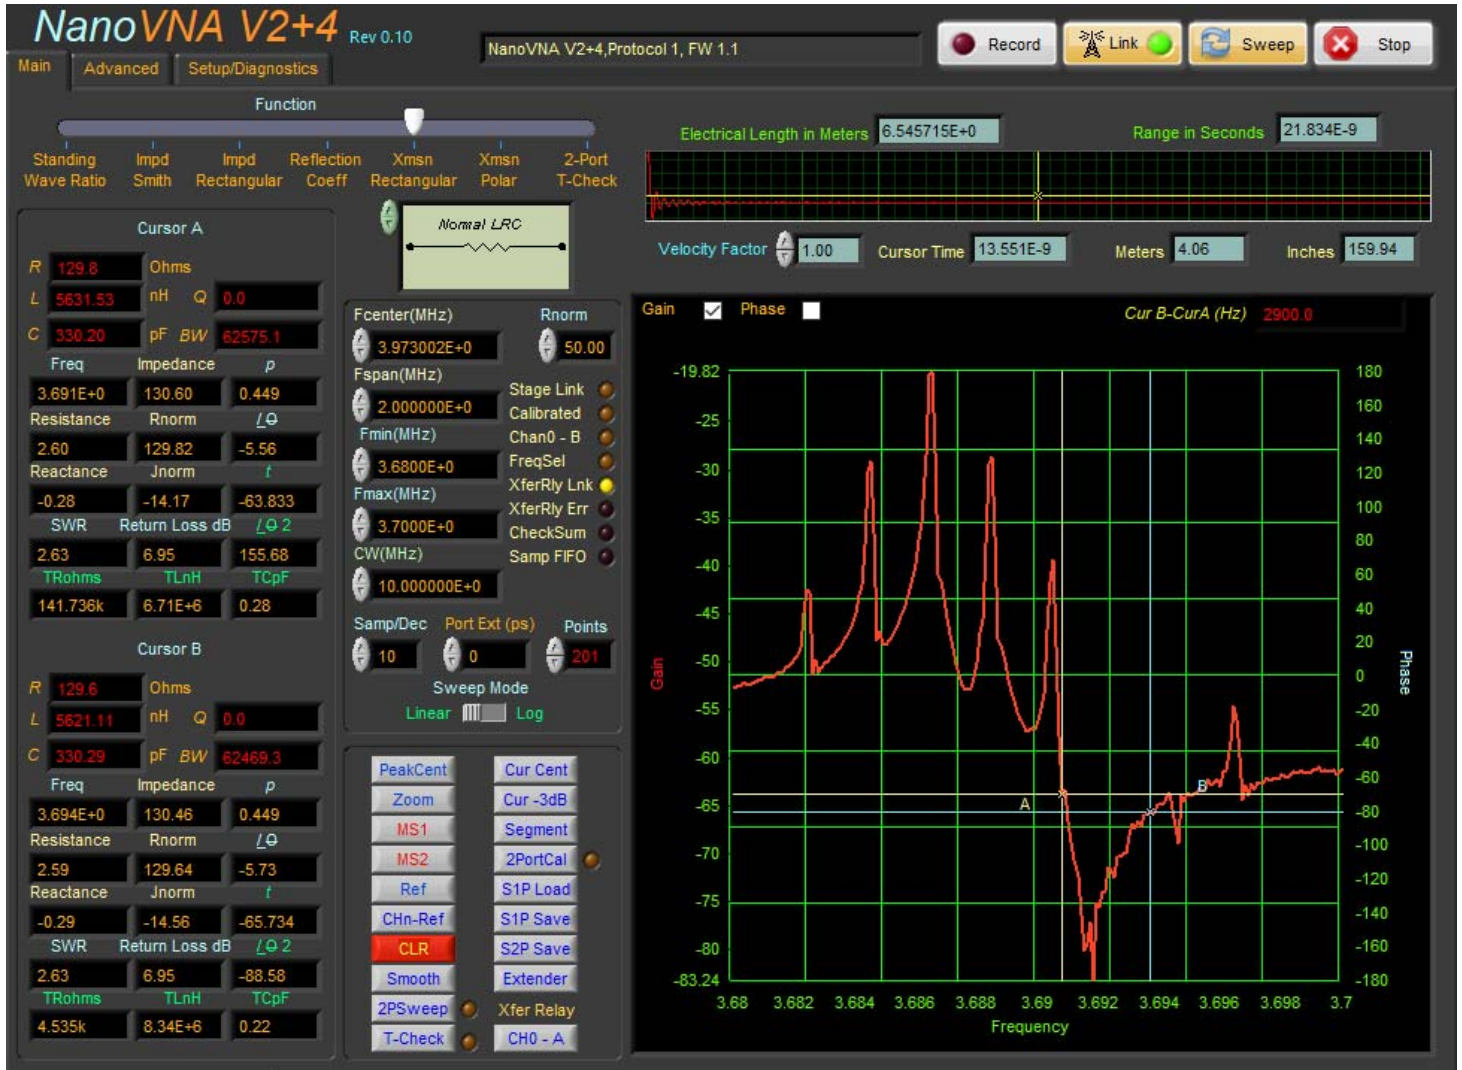 NanoVNA V2+4 Rev 0.10
NanoVNA V2+4,Protocol 1, FW 1.1
Record Link Sweep Stop
Main Advanced Setup/Diagnostics
Function
Standing Wave Ratio
Impd Smith
Impd Rectangular
Reflection Coeff
Xmsn Rectangular
Xmsn Polar
2-Port T-Check
Electrical Length in Meters 6.545715E+0
Range in Seconds 21.834E-9
Velocity Factor 1.00
Cursor Time 13.551E-9
Meters 4.06
Inches 159.94
Normal LRC
Cursor A
R 129.8 Ohms
L 5631.53 nH Q 0.0
C 330.20 pF BW 62575.1
Freq Impedance ρ
3.691E+0 130.60 0.449
Resistance Rnorm /Θ
2.60 129.82 -5.56
Reactance Jnorm t
-0.28 -14.17 -63.833
SWR Return Loss dB /Θ 2
2.63 6.95 155.68
TRohms TLnH TCpF
141.736k 6.71E+6 0.28
Cursor B
R 129.6 Ohms
L 5621.11 nH Q 0.0
C 330.29 pF BW 62469.3
Freq Impedance ρ
3.694E+0 130.46 0.449
Resistance Rnorm /Θ
2.59 129.64 -5.73
Reactance Jnorm t
-0.29 -14.56 -65.734
SWR Return Loss dB /Θ 2
2.63 6.95 -88.58
TRohms TLnH TCpF
4.535k 8.34E+6 0.22
Fcenter(MHz) Rnorm
3.973002E+0 50.00
Fspan(MHz)
2.000000E+0
Fmin(MHz)
3.6800E+0
Fmax(MHz)
3.7000E+0
CW(MHz)
10.000000E+0
Stage Link
Calibrated
Chan0 - B
FreqSel
XferRly Lnk
XferRly Err
CheckSum
Samp FIFO
Samp/Dec Port Ext (ps) Points
10 0 201
Sweep Mode
Linear Log
PeakCent Cur Cent
Zoom Cur -3dB
MS1 Segment
MS2 2PortCal
Ref S1P Load
CHn-Ref S1P Save
CLR S2P Save
Smooth Extender
2PSweep Xfer Relay
T-Check CH0 - A
Gain Phase
Cur B-CurA (Hz) 2900.0
-19.82
-25
-30
-35
-40
-45
-50
-55
-60
-65
-70
-75
-80
-83.24
Gain
A
B
180
160
140
120
100
80
60
40
20
0
-20
-40
-60
-80
-100
-120
-140
-160
-180
Phase
3.68 3.682 3.684 3.686 3.688 3.69 3.692 3.694 3.696 3.698 3.7
Frequency